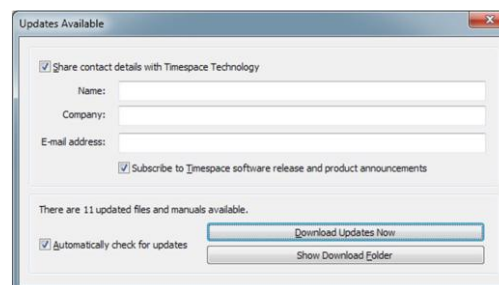 Updates Available
Share contact details with Timespace Technology
Name:
Company:
E-mail address:
Subscribe to Timespace software release and product announcements
There are 11 updated files and manuals available.
Download Updates Now
Automatically check for updates
Show Download Folder